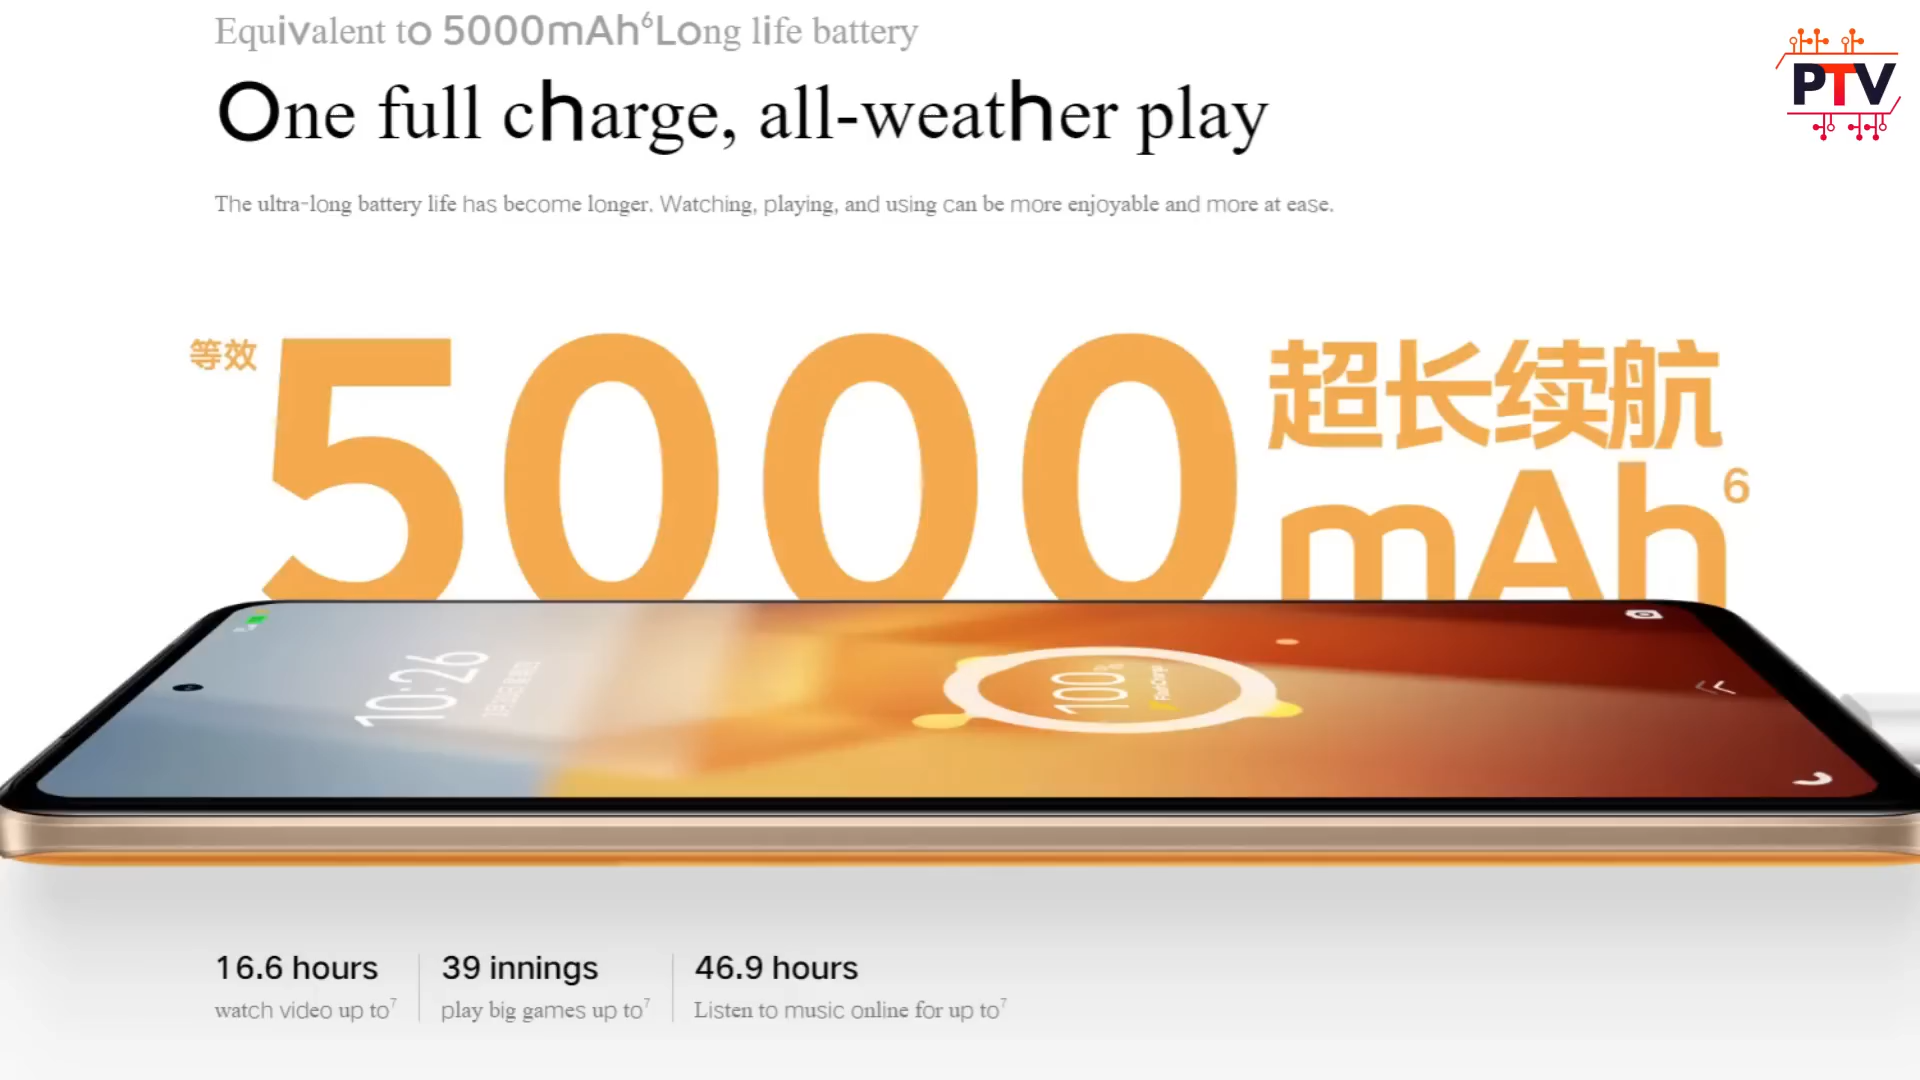 Equivalent to 5000mAh⁶Long life battery
PTV
One full charge, all-weather play
The ultra-long battery life has become longer. Watching, playing, and using can be more enjoyable and more at ease.
等效 5000 超长续航
mAh⁶
10:26
100%
16.6 hours
watch video up to⁷
39 innings
play big games up to⁷
46.9 hours
Listen to music online for up to⁷